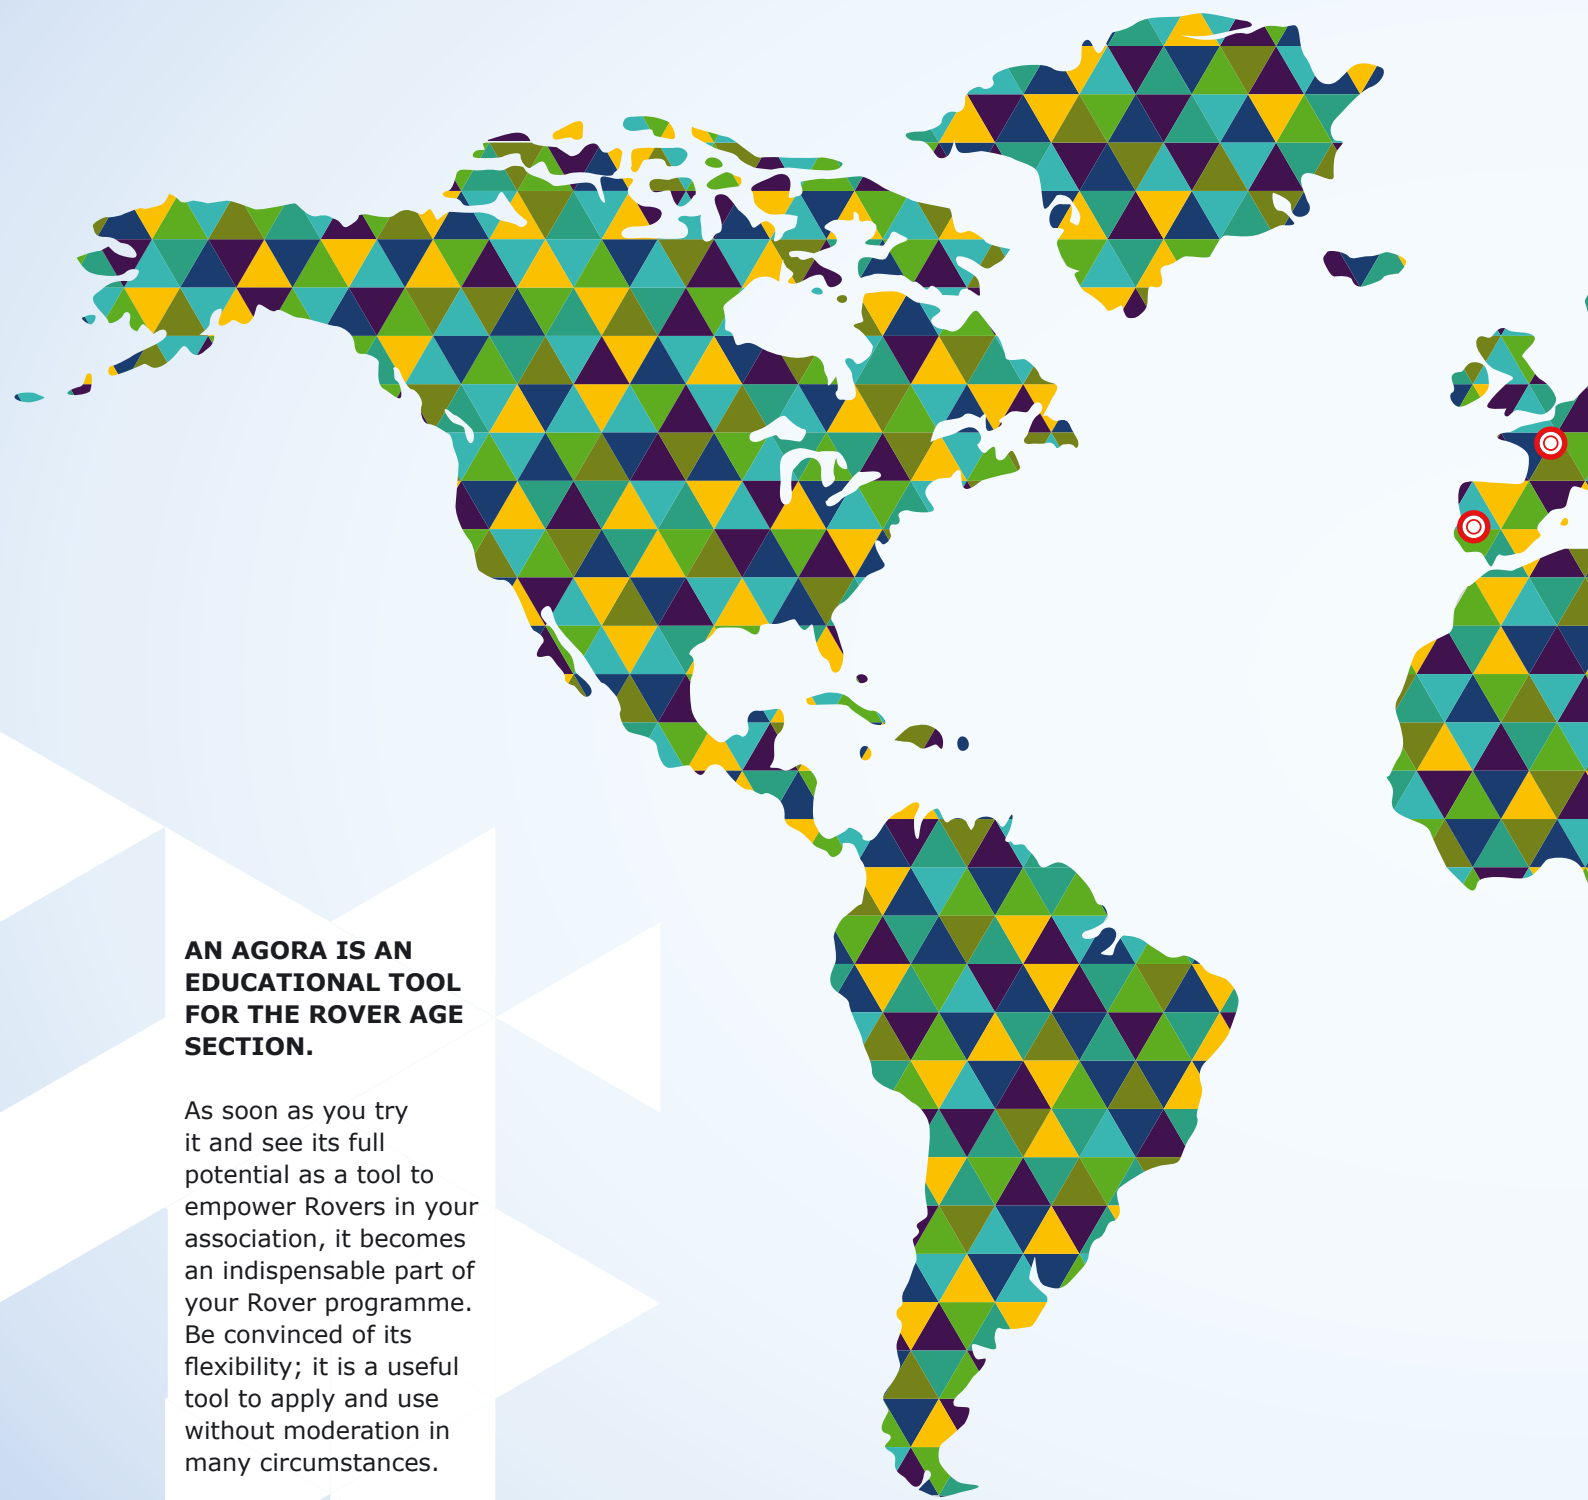 AN AGORA IS AN
EDUCATIONAL TOOL
FOR THE ROVER AGE
SECTION.
As soon as you try
it and see its full
potential as a tool to
empower Rovers in your
association, it becomes
an indispensable part of
your Rover programme.
Be convinced of its
flexibility; it is a useful
tool to apply and use
without moderation in
many circumstances.